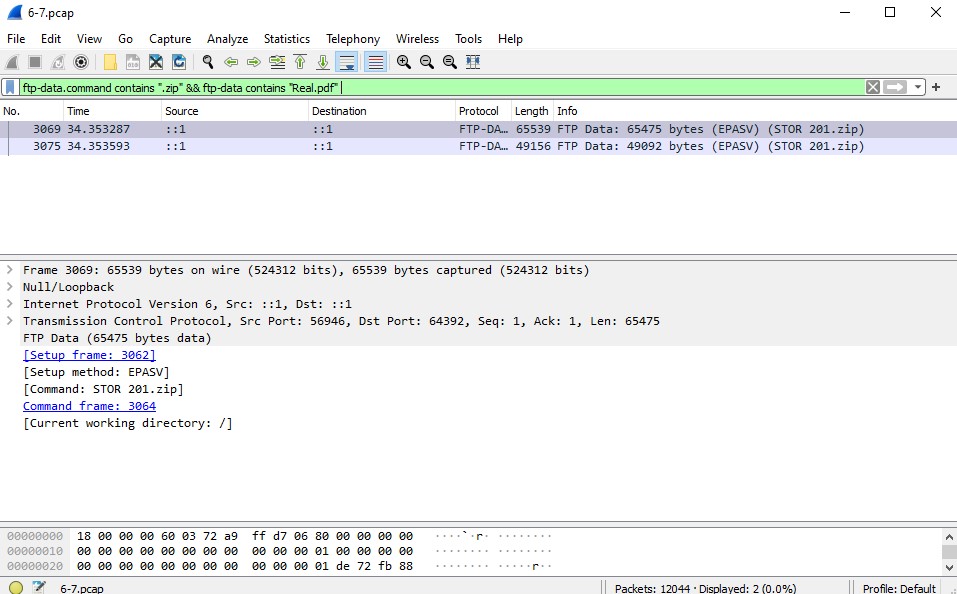 6-7.pcap
File Edit View Go Capture Analyze Statistics Telephony Wireless Tools Help
ftp-data.command contains ".zip" && ftp-data contains "Real.pdf"
No. Time Source Destination Protocol Length Info
3069 34.353287 ::1 ::1 FTP-DA… 65539 FTP Data: 65475 bytes (EPASV) (STOR 201.zip)
3075 34.353593 ::1 ::1 FTP-DA… 49156 FTP Data: 49092 bytes (EPASV) (STOR 201.zip)
Frame 3069: 65539 bytes on wire (524312 bits), 65539 bytes captured (524312 bits)
Null/Loopback
Internet Protocol Version 6, Src: ::1, Dst: ::1
Transmission Control Protocol, Src Port: 56946, Dst Port: 64392, Seq: 1, Ack: 1, Len: 65475
FTP Data (65475 bytes data)
[Setup frame: 3062]
[Setup method: EPASV]
[Command: STOR 201.zip]
Command frame: 3064
[Current working directory: /]
00000000 18 00 00 00 60 03 72 a9 ff d7 06 80 00 00 00 00 ····`·r· ········
00000010 00 00 00 00 00 00 00 00 00 00 00 01 00 00 00 00 ········ ········
00000020 00 00 00 00 00 00 00 00 00 00 00 01 de 72 fb 88 ········ ·····r··
6-7.pcap Packets: 12044 · Displayed: 2 (0.0%) Profile: Default